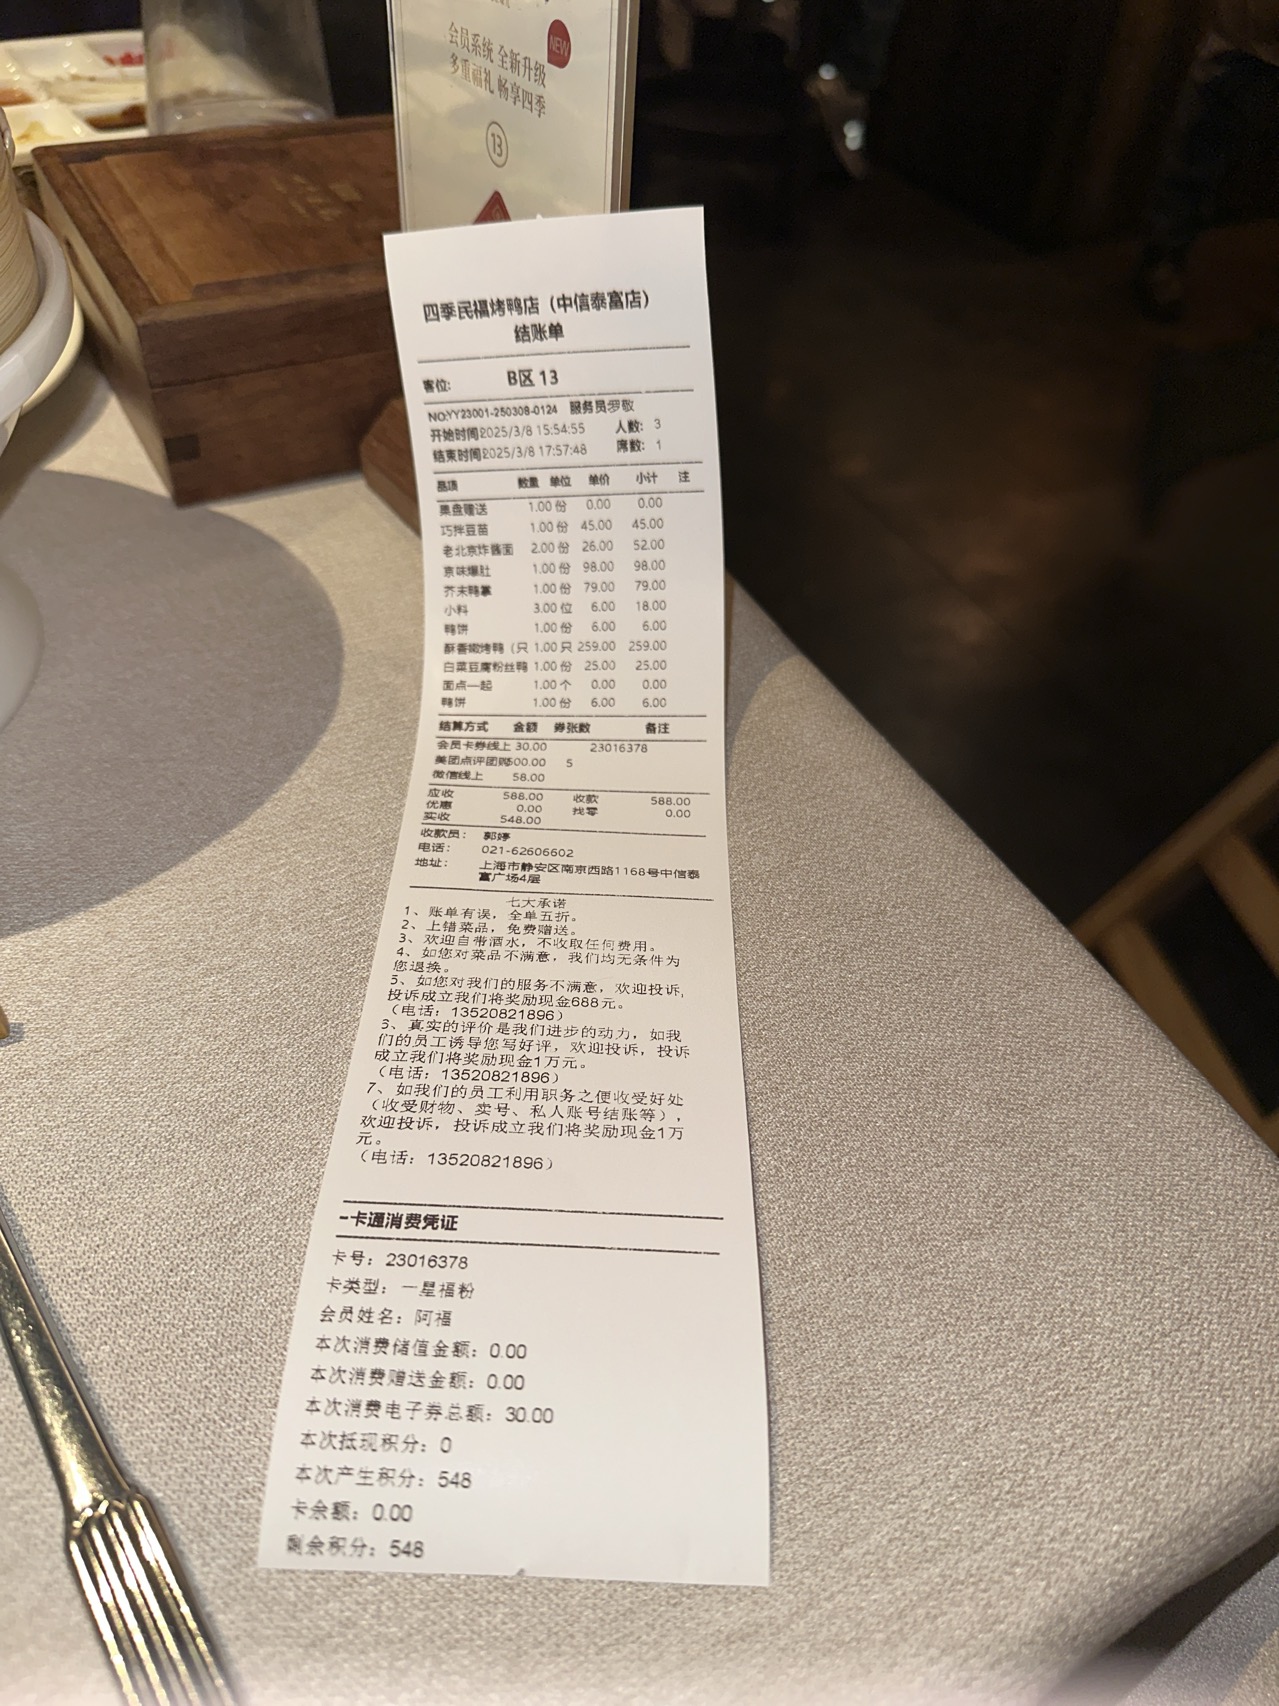 会员系统 全新升级
NEW
多重福礼 畅享四季
13
四季民福烤鸭店（中信泰富店）
结账单
客位: B区 13
NO:YY23001-250308-0124 服务员:罗敬
开始时间:2025/3/8 15:54:55 人数: 3
结束时间:2025/3/8 17:57:48 席数: 1
品项 数量 单位 单价 小计 注
果盘赠送 1.00 份 0.00 0.00
巧拌豆苗 1.00 份 45.00 45.00
老北京炸酱面 2.00 份 26.00 52.00
京味爆肚 1.00 份 98.00 98.00
芥末鸭掌 1.00 份 79.00 79.00
小料 3.00 位 6.00 18.00
鸭饼 1.00 份 6.00 6.00
酥香嫩烤鸭（只 1.00 只 259.00 259.00
白菜豆腐粉丝鸭 1.00 份 25.00 25.00
面点一起 1.00 个 0.00 0.00
鸭饼 1.00 份 6.00 6.00
结算方式 金额 券张数 备注
会员卡券线上 30.00 23016378
美团点评团购500.00 5
微信线上 58.00
应收 588.00 收款 588.00
优惠 0.00 找零 0.00
实收 548.00
收款员: 郭婷
电话: 021-62606602
地址: 上海市静安区南京西路1168号中信泰
富广场4层
七大承诺
1、账单有误，全单五折。
2、上错菜品，免费赠送。
3、欢迎自带酒水，不收取任何费用。
4、如您对菜品不满意，我们均无条件为
您退换。
5、如您对我们的服务不满意，欢迎投诉，
投诉成立我们将奖励现金688元。
（电话：13520821896）
6、真实的评价是我们进步的动力，如我
们的员工诱导您写好评，欢迎投诉，投诉
成立我们将奖励现金1万元。
（电话：13520821896）
7、如我们的员工利用职务之便收受好处
（收受财物、卖号、私人账号结账等），
欢迎投诉，投诉成立我们将奖励现金1万
元。
（电话：13520821896）
一卡通消费凭证
卡号：23016378
卡类型：一星福粉
会员姓名：阿福
本次消费储值金额：0.00
本次消费赠送金额：0.00
本次消费电子券总额：30.00
本次抵现积分：0
本次产生积分：548
卡余额：0.00
剩余积分：548